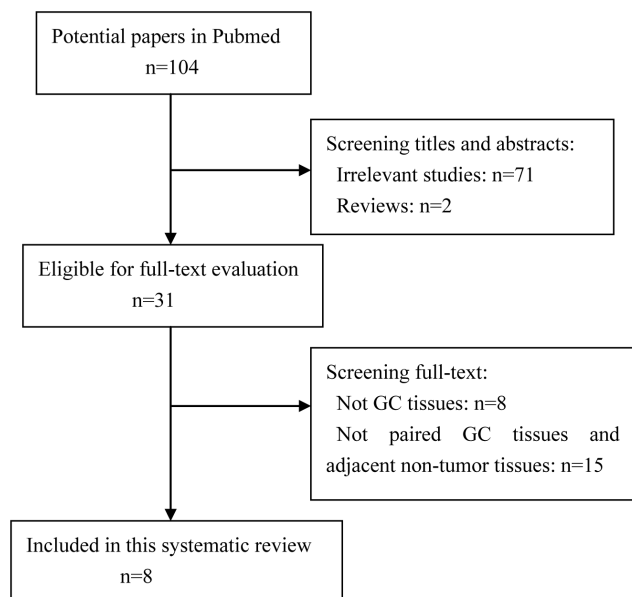 Potential papers in Pubmed
n=104
Screening titles and abstracts:
Irrelevant studies: n=71
Reviews: n=2
Eligible for full-text evaluation
n=31
Screening full-text:
Not GC tissues: n=8
Not paired GC tissues and
adjacent non-tumor tissues: n=15
Included in this systematic review
n=8